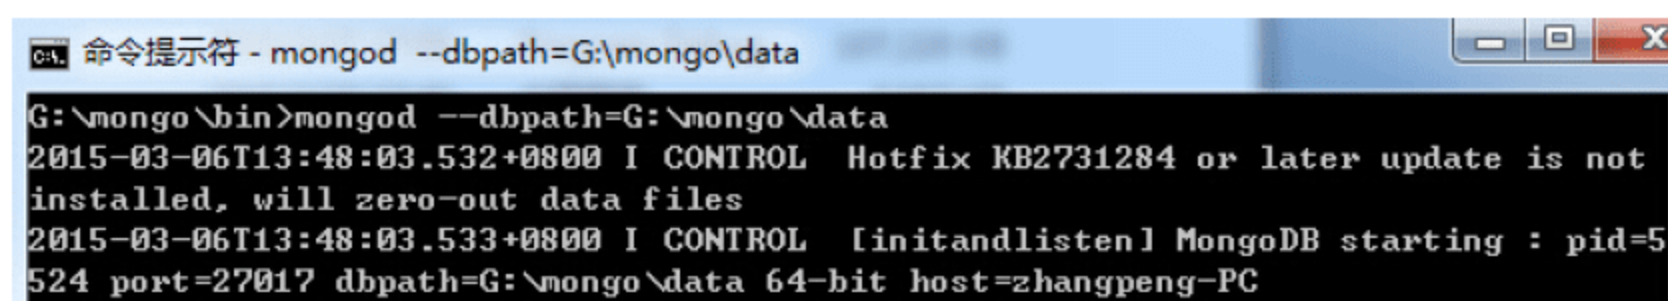 命令提示符 - mongod  --dbpath=G:\mongo\data
G:\mongo\bin>mongod --dbpath=G:\mongo\data
2015-03-06T13:48:03.532+0800 I CONTROL  Hotfix KB2731284 or later update is not
installed, will zero-out data files
2015-03-06T13:48:03.533+0800 I CONTROL  [initandlisten] MongoDB starting : pid=5
524 port=27017 dbpath=G:\mongo\data 64-bit host=zhangpeng-PC